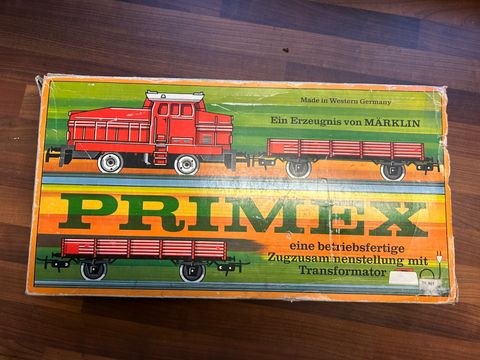 Made in Western Germany
Ein Erzeugnis von MÄRKLIN
PRIMEX
eine betriebsfertige
Zugzusammenstellung mit
Transformator